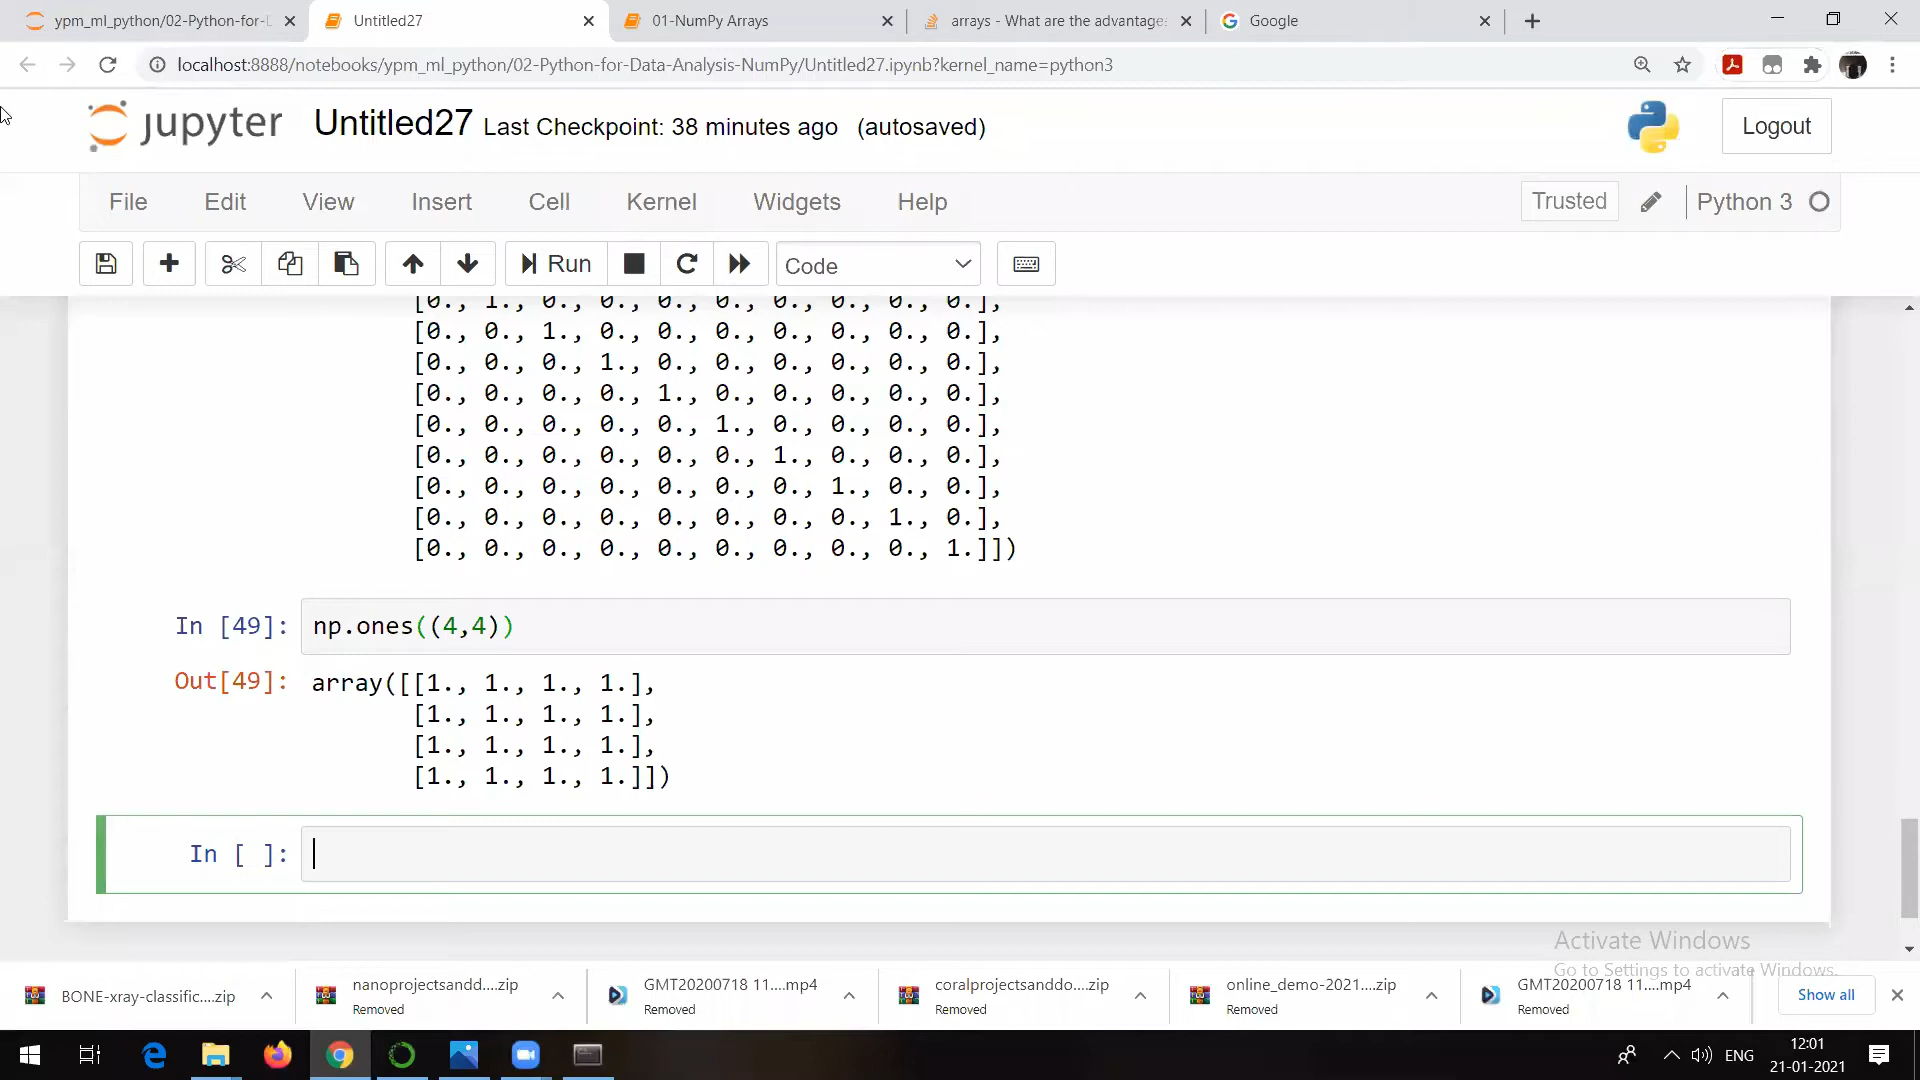 ypm_ml_python/02-Python-for-D
Untitled27
01-NumPy Arrays
arrays - What are the advantage
Google
localhost:8888/notebooks/ypm_ml_python/02-Python-for-Data-Analysis-NumPy/Untitled27.ipynb?kernel_name=python3
jupyter Untitled27 Last Checkpoint: 38 minutes ago (autosaved)
Logout
File Edit View Insert Cell Kernel Widgets Help
Trusted
Python 3
Run
Code
[0., 1., 0., 0., 0., 0., 0., 0., 0., 0.],
[0., 0., 1., 0., 0., 0., 0., 0., 0., 0.],
[0., 0., 0., 1., 0., 0., 0., 0., 0., 0.],
[0., 0., 0., 0., 1., 0., 0., 0., 0., 0.],
[0., 0., 0., 0., 0., 1., 0., 0., 0., 0.],
[0., 0., 0., 0., 0., 0., 1., 0., 0., 0.],
[0., 0., 0., 0., 0., 0., 0., 1., 0., 0.],
[0., 0., 0., 0., 0., 0., 0., 0., 1., 0.],
[0., 0., 0., 0., 0., 0., 0., 0., 0., 1.]])
In [49]: np.ones((4,4))
Out[49]: array([[1., 1., 1., 1.],
[1., 1., 1., 1.],
[1., 1., 1., 1.],
[1., 1., 1., 1.]])
In [ ]:
Activate Windows
Go to Settings to activate Windows.
BONE-xray-classific....zip
nanoprojectsandd....zip
Removed
GMT20200718 11....mp4
Removed
coralprojectsanddo....zip
Removed
online_demo-2021....zip
Removed
GMT20200718 11....mp4
Removed
Show all
ENG
12:01
21-01-2021